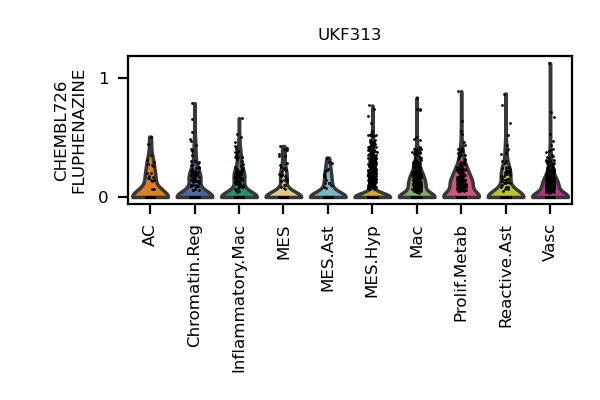 UKF313
CHEMBL726
FLUPHENAZINE
1
0
AC
Chromatin.Reg
Inflammatory.Mac
MES
MES.Ast
MES.Hyp
Mac
Prolif.Metab
Reactive.Ast
Vasc